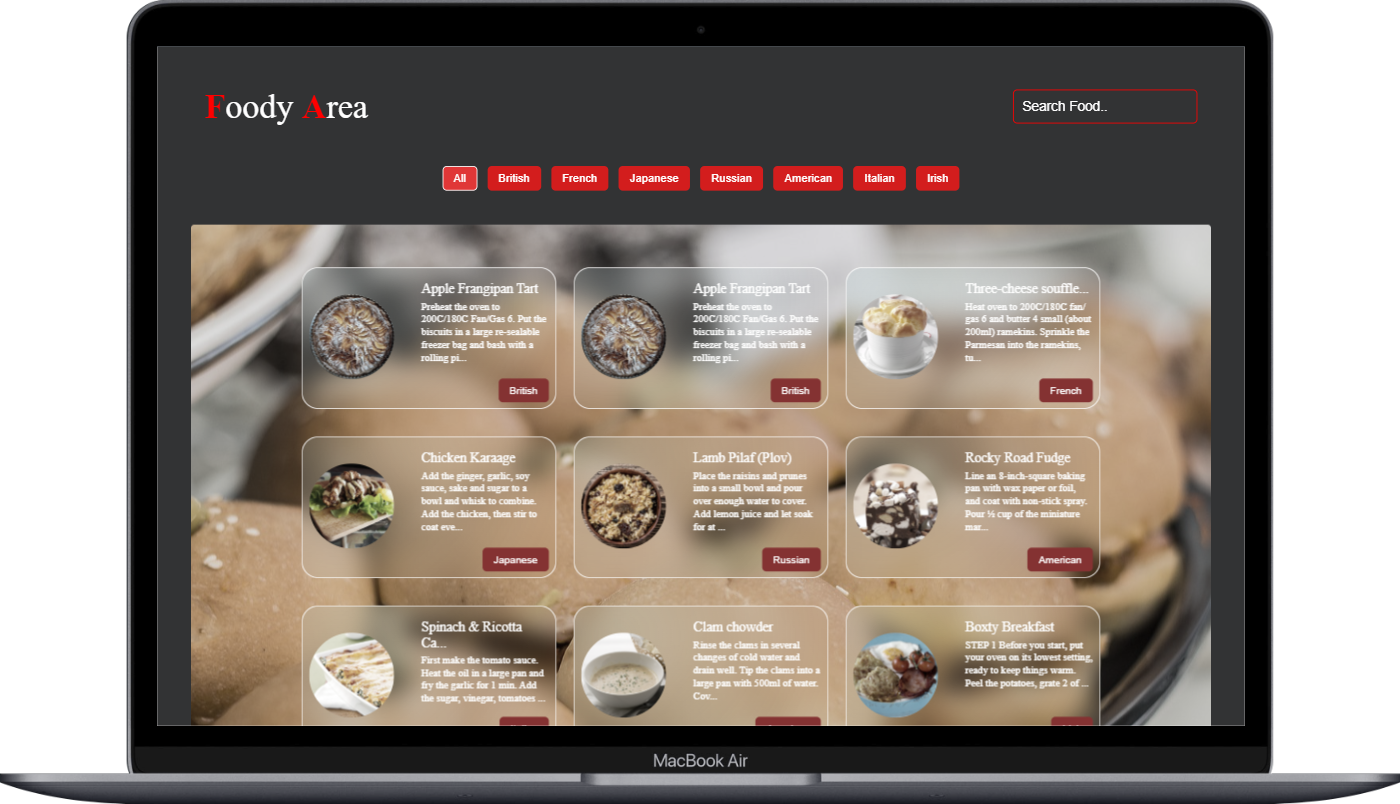 Foody Area
Search Food..
All
British
French
Japanese
Russian
American
Italian
Irish
Apple Frangipan Tart
Preheat the oven to
200C/180C Fan/Gas 6. Put the
biscuits in a large re-sealable
freezer bag and bash with a
rolling pi...
British
Apple Frangipan Tart
Preheat the oven to
200C/180C Fan/Gas 6. Put the
biscuits in a large re-sealable
freezer bag and bash with a
rolling pi...
British
Three-cheese souffle...
Heat oven to 200C/180C fan/
gas 6 and butter 4 small (about
200ml) ramekins. Sprinkle the
Parmesan into the ramekins,
tu...
French
Chicken Karaage
Add the ginger, garlic, soy
sauce, sake and sugar to a
bowl and whisk to combine.
Add the chicken, then stir to
coat eve...
Japanese
Lamb Pilaf (Plov)
Place the raisins and prunes
into a small bowl and pour
over enough water to cover.
Add lemon juice and let soak
for at ...
Russian
Rocky Road Fudge
Line an 8-inch-square baking
pan with wax paper or foil,
and coat with non-stick spray.
Pour ½ cup of the miniature
mar...
American
Spinach & Ricotta
Ca...
First make the tomato sauce.
Heat the oil in a large pan and
fry the garlic for 1 min. Add
the sugar, vinegar, tomatoes ...
Clam chowder
Rinse the clams in several
changes of cold water and
drain well. Tip the clams into a
large pan with 500ml of water.
Cov...
Boxty Breakfast
STEP 1 Before you start, put
your oven on its lowest setting,
ready to keep things warm.
Peel the potatoes, grate 2 of ...
MacBook Air